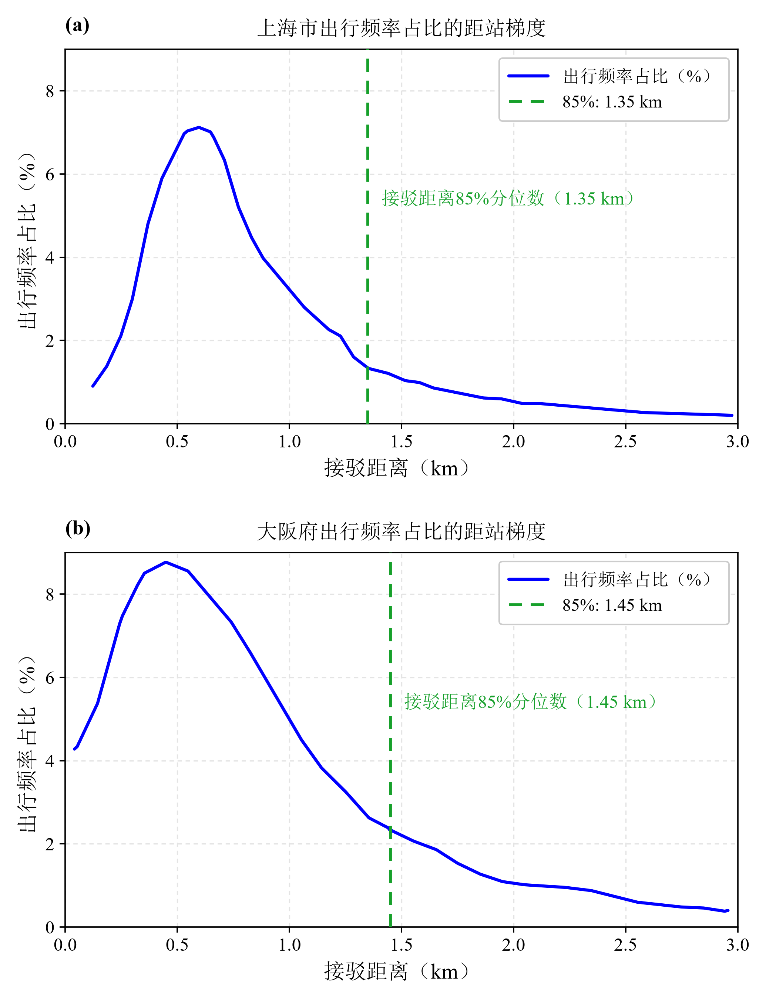 (a)
上海市出行频率占比的距站梯度
出行频率占比（%）
85%: 1.35 km
接驳距离85%分位数（1.35 km）
出行频率占比（%）
8
6
4
2
0
0.0 0.5 1.0 1.5 2.0 2.5 3.0
接驳距离（km）
(b)
大阪府出行频率占比的距站梯度
出行频率占比（%）
85%: 1.45 km
接驳距离85%分位数（1.45 km）
出行频率占比（%）
8
6
4
2
0
0.0 0.5 1.0 1.5 2.0 2.5 3.0
接驳距离（km）